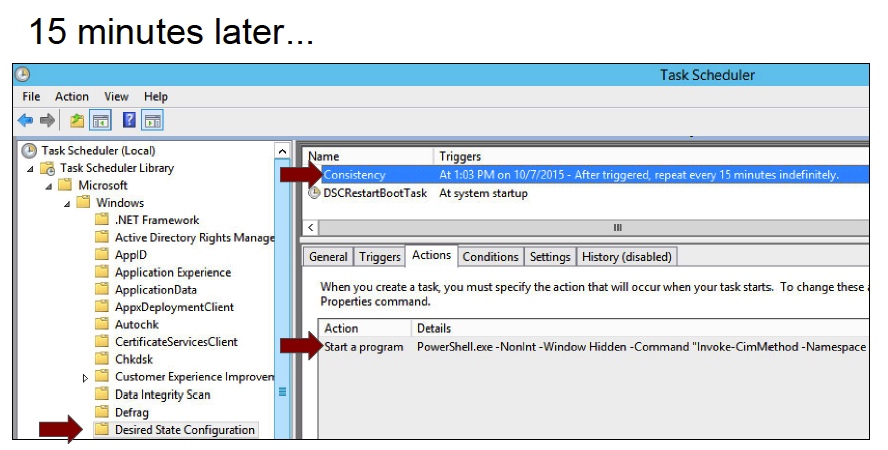 15 minutes later...
Task Scheduler
File Action View Help
Task Scheduler (Local)
Task Scheduler Library
Microsoft
Windows
.NET Framework
Active Directory Rights Manage
AppID
Application Experience
ApplicationData
AppxDeploymentClient
Autochk
CertificateServicesClient
Chkdsk
Customer Experience Improven
Data Integrity Scan
Defrag
Desired State Configuration
Name Triggers
Consistency At 1:03 PM on 10/7/2015 - After triggered, repeat every 15 minutes indefinitely.
DSCRestartBootTask At system startup
General Triggers Actions Conditions Settings History (disabled)
When you create a task, you must specify the action that will occur when your task starts. To change these
Properties command.
Action Details
Start a program PowerShell.exe -NonInt -Window Hidden -Command "Invoke-CimMethod -Namespace